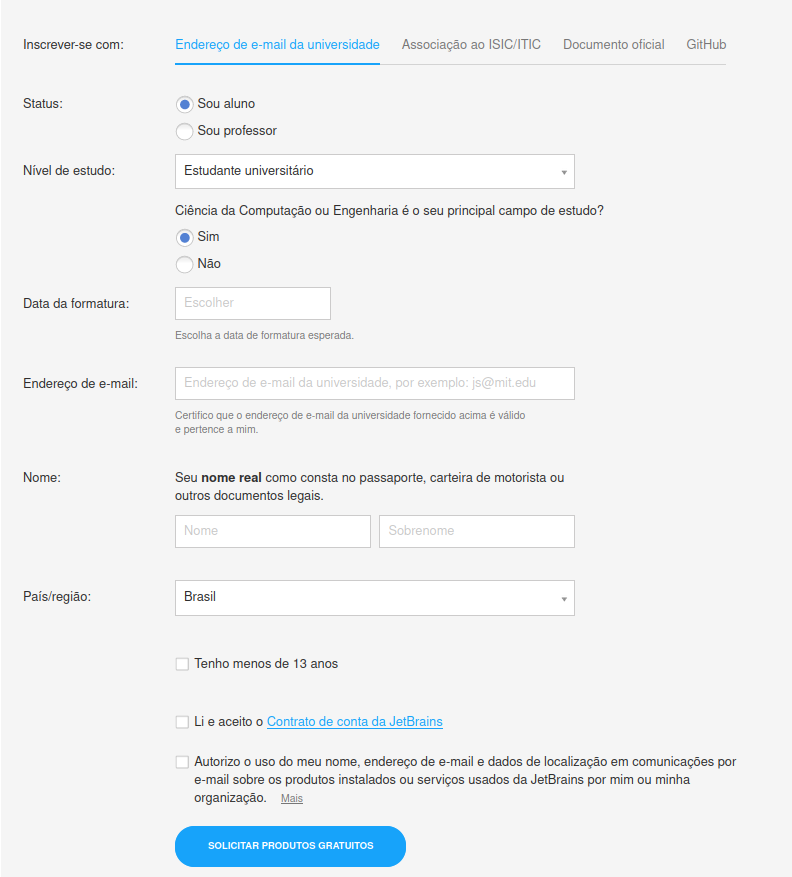 Inscrever-se com: Endereço de e-mail da universidade Associação ao ISIC/ITIC Documento oficial GitHub
Status: Sou aluno
Sou professor
Nível de estudo: Estudante universitário
Ciência da Computação ou Engenharia é o seu principal campo de estudo?
Sim
Não
Data da formatura: Escolher
Escolha a data de formatura esperada.
Endereço de e-mail: Endereço de e-mail da universidade, por exemplo: js@mit.edu
Certifico que o endereço de e-mail da universidade fornecido acima é válido
e pertence a mim.
Nome: Seu nome real como consta no passaporte, carteira de motorista ou
outros documentos legais.
Nome Sobrenome
País/região: Brasil
Tenho menos de 13 anos
Li e aceito o Contrato de conta da JetBrains
Autorizo o uso do meu nome, endereço de e-mail e dados de localização em comunicações por
e-mail sobre os produtos instalados ou serviços usados da JetBrains por mim ou minha
organização. Mais
SOLICITAR PRODUTOS GRATUITOS